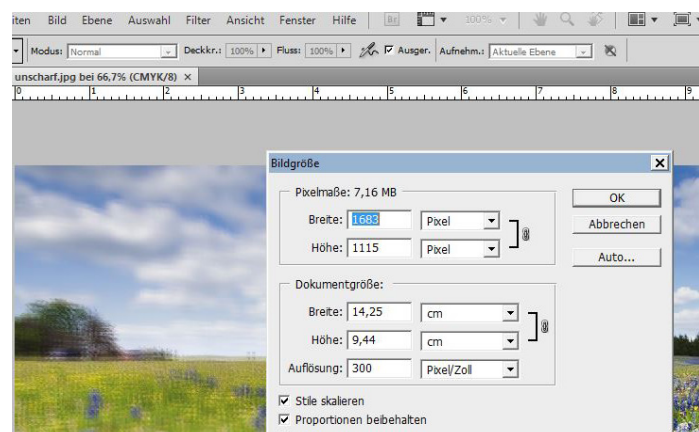 iten Bild Ebene Auswahl Filter Ansicht Fenster Hilfe Br 100%
Modus: Normal Deckkr.: 100% Fluss: 100% Ausger. Aufnehm.: Aktuelle Ebene
unscharf.jpg bei 66,7% (CMYK/8) ×
0 1 2 3 4 5 6 7 8 9
Bildgröße
Pixelmaße: 7,16 MB
OK
Breite: 1683 Pixel
Abbrechen
Höhe: 1115 Pixel
Auto...
Dokumentgröße:
Breite: 14,25 cm
Höhe: 9,44 cm
Auflösung: 300 Pixel/Zoll
Stile skalieren
Proportionen beibehalten